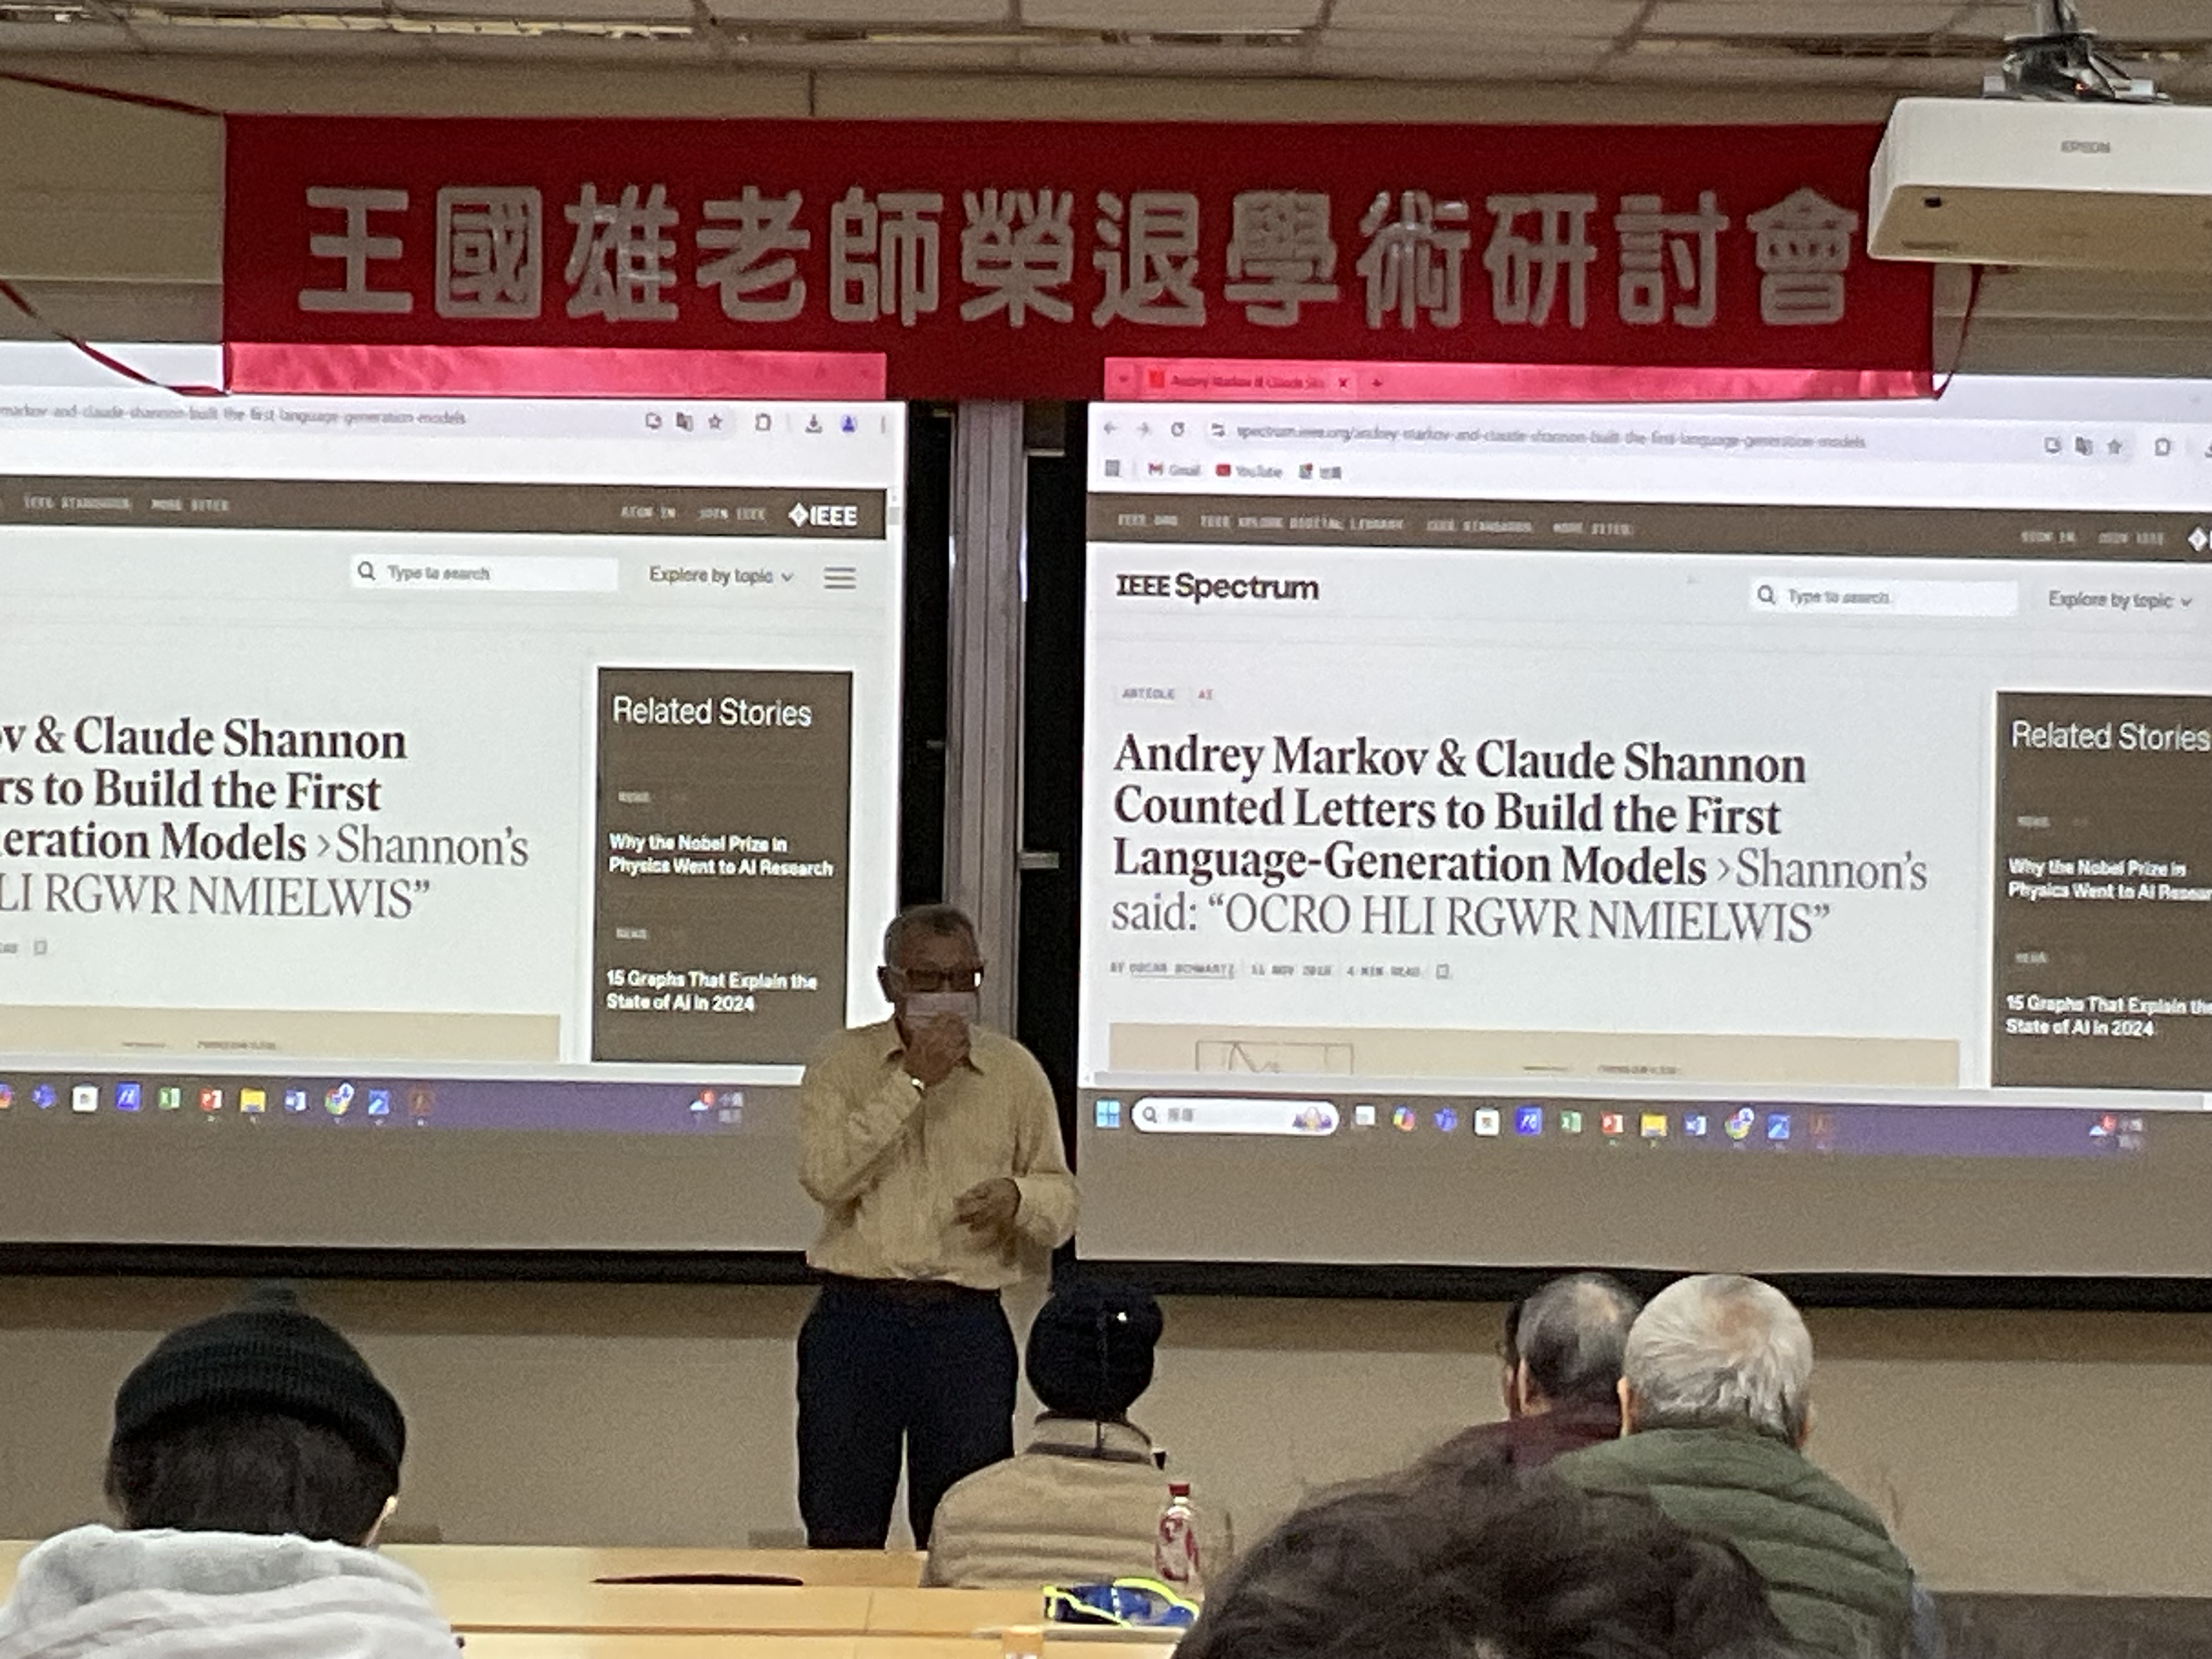 王國雄老師榮退學術研討會
EPSON
markov-and-claude-shannon-built-the-first-language-generation-models
IEEE STANDARDS MORE SITES
SIGN IN JOIN IEEE
IEEE
Type to search
Explore by topic
v & Claude Shannon
rs to Build the First
eration Models > Shannon's
LI RGWR NMIELWIS”
Related Stories
NEWS
Why the Nobel Prize in
Physics Went to AI Research
NEWS
15 Graphs That Explain the
State of AI in 2024
Andrey Markov & Claude Sha
spectrum.ieee.org/andrey-markov-and-claude-shannon-built-the-first-language-generation-models
Gmail YouTube 地圖
IEEE.ORG IEEE XPLORE DIGITAL LIBRARY IEEE STANDARDS MORE SITES
SIGN IN JOIN IEEE
IEEE Spectrum
Type to search
Explore by topic
ARTICLE AI
Andrey Markov & Claude Shannon
Counted Letters to Build the First
Language-Generation Models > Shannon's
said: “OCRO HLI RGWR NMIELWIS”
BY OSCAR SCHWARTZ 11 NOV 2019 4 MIN READ
Related Stories
NEWS
Why the Nobel Prize in
Physics Went to AI Resear
NEWS
15 Graphs That Explain the
State of AI in 2024
搜尋